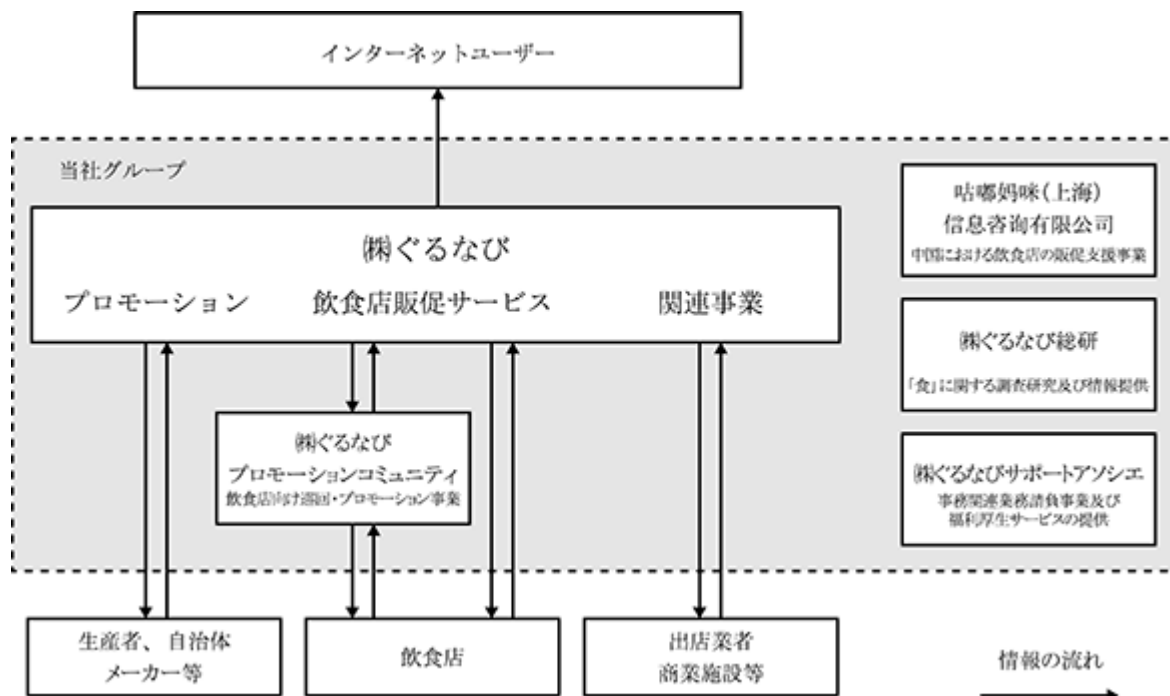 インターネットユーザー
当社グループ
㈱ぐるなび
プロモーション
飲食店販促サービス
関連事業
咕嘟妈咪(上海)
信息咨询有限公司
中国における飲食店の販促支援事業
㈱ぐるなび総研
「食」に関する調査研究及び情報提供
㈱ぐるなびサポートアソシエ
事務関連業務請負事業及び
福利厚生サービスの提供
㈱ぐるなび
プロモーションコミュニティ
飲食店向け巡回・プロモーション事業
生産者、自治体
メーカー等
飲食店
出店業者
商業施設等
情報の流れ